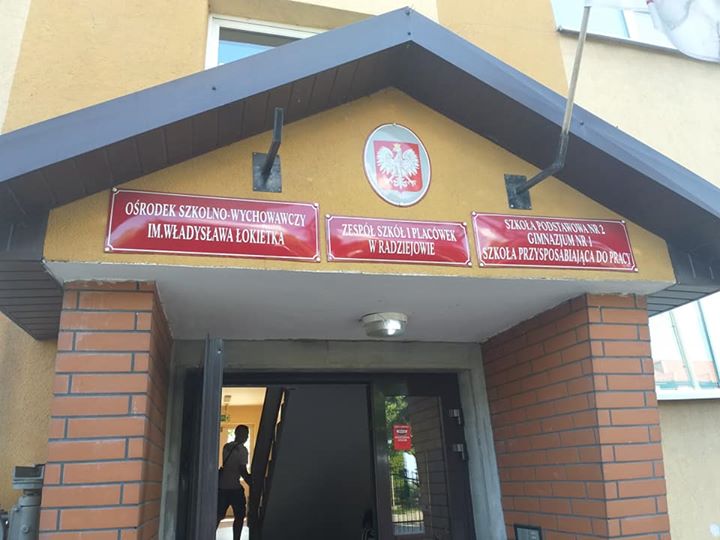 OŚRODEK SZKOLNO-WYCHOWAWCZY
IM.WŁADYSŁAWA ŁOKIETKA
ZESPÓŁ SZKÓŁ I PLACÓWEK
W RADZIEJOWIE
SZKOŁA PODSTAWOWA NR 2
GIMNAZJUM NR 1
SZKOŁA PRZYSPOSABIAJĄCA DO PRACY